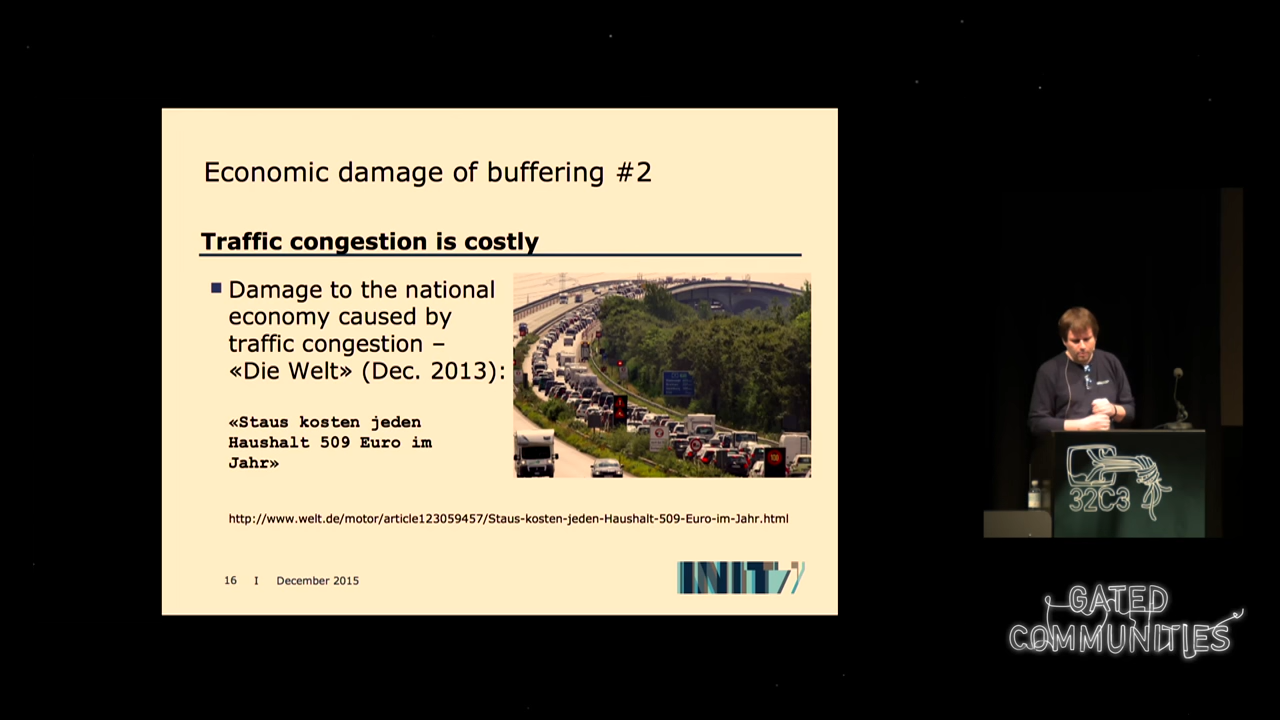 Economic damage of buffering #2
Traffic congestion is costly
Damage to the national
economy caused by
traffic congestion –
«Die Welt» (Dec. 2013):
«Staus kosten jeden
Haushalt 509 Euro im
Jahr»
http://www.welt.de/motor/article123059457/Staus-kosten-jeden-Haushalt-509-Euro-im-Jahr.html
16 I December 2015
INIT7
32C3
GATED
COMMUNITIES